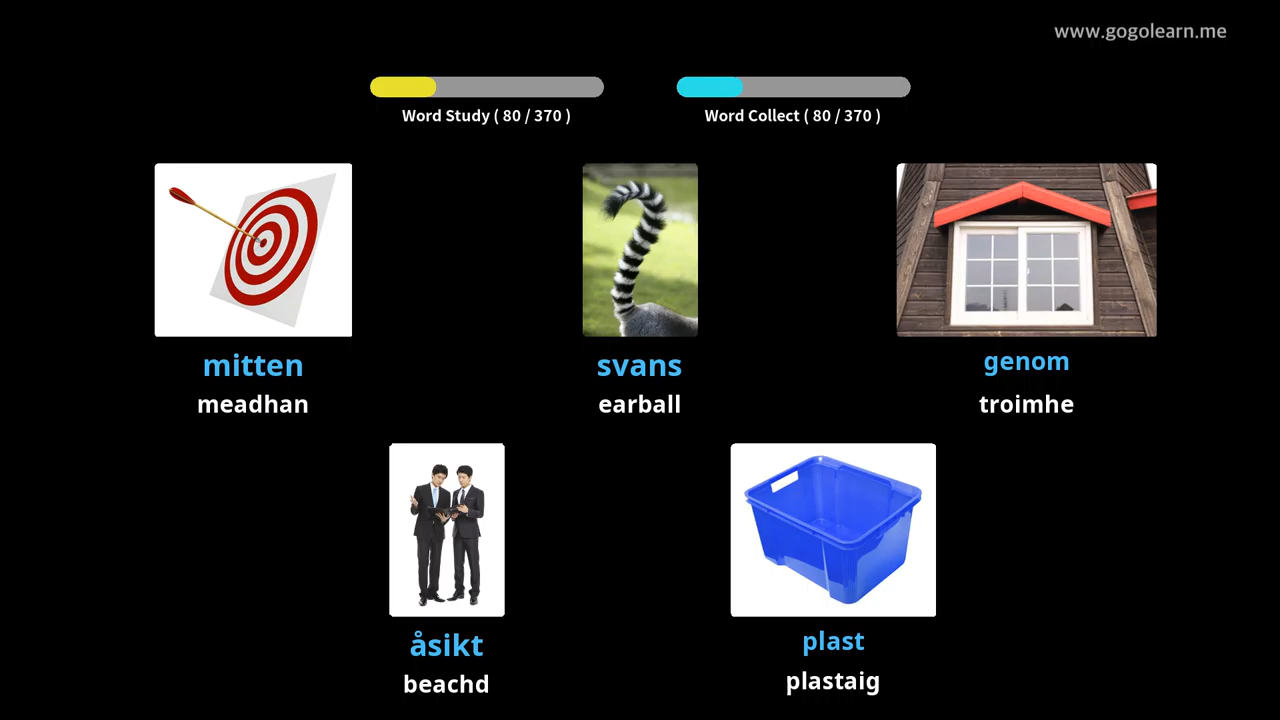 www.gogolearn.me
Word Study ( 80 / 370 )
Word Collect ( 80 / 370 )
mitten
meadhan
svans
earball
genom
troimhe
åsikt
beachd
plast
plastaig